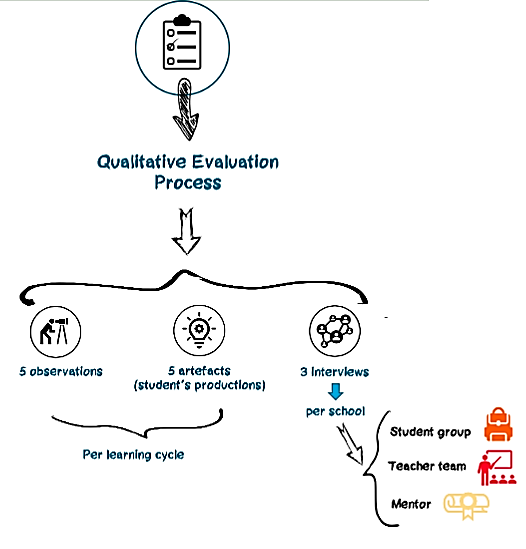 Qualitative Evaluation
Process
5 observations
5 artefacts
(student's productions)
3 Interviews
per school
Per learning cycle
Student group
Teacher team
Mentor